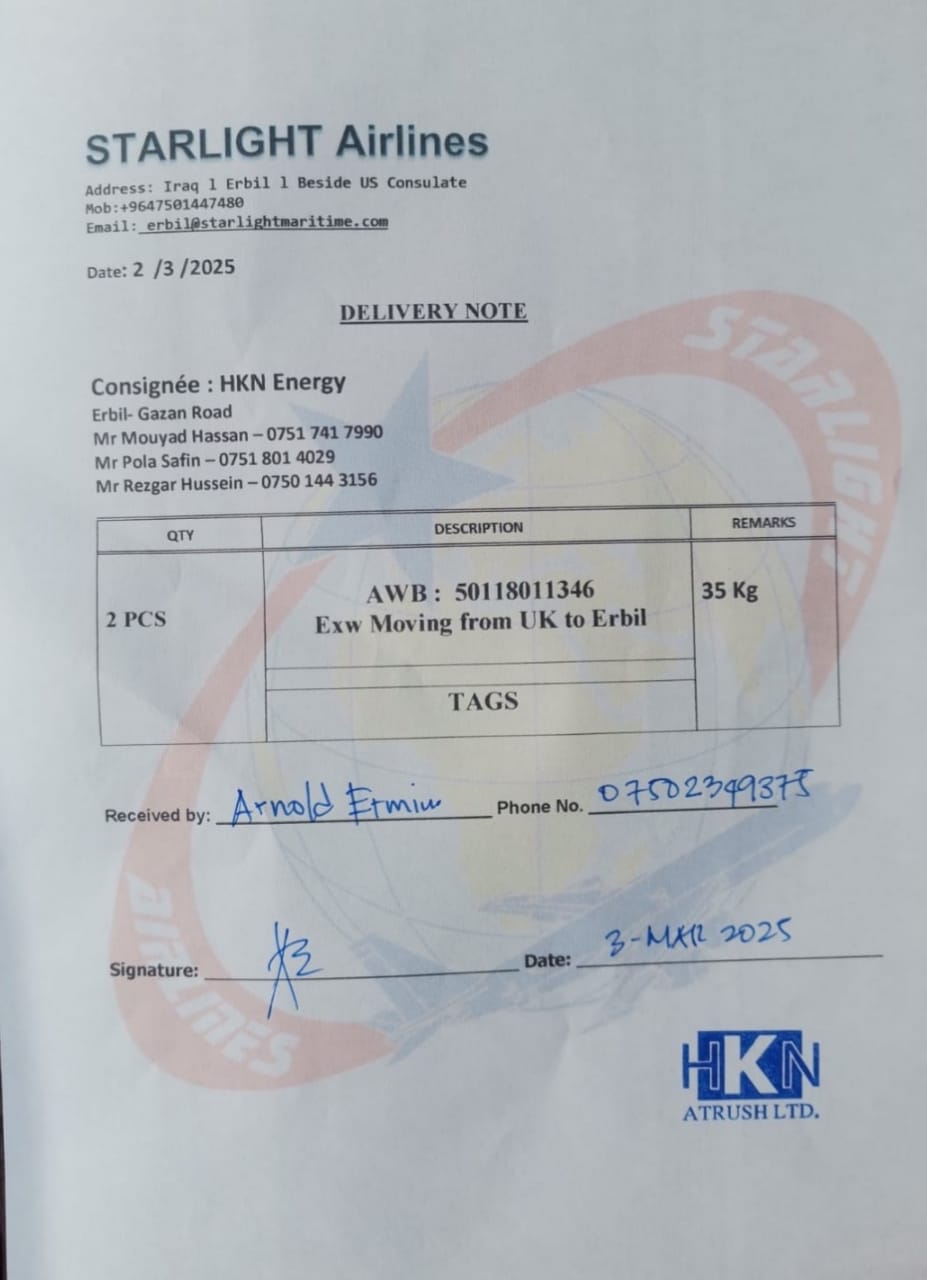 STARLIGHT Airlines
Address: Iraq l Erbil l Beside US Consulate
Mob:+9647501447480
Email: erbil@starlightmaritime.com
Date: 2 /3 /2025
DELIVERY NOTE
Consignée : HKN Energy
Erbil- Gazan Road
Mr Mouyad Hassan – 0751 741 7990
Mr Pola Safin – 0751 801 4029
Mr Rezgar Hussein – 0750 144 3156
QTY DESCRIPTION REMARKS
2 PCS AWB : 50118011346 35 Kg
Exw Moving from UK to Erbil
TAGS
Received by: Arnold Ermin Phone No. 07502349375
Signature: Date: 3-MAR 2025
STARLIGHT
AIRLINES
HKN
ATRUSH LTD.